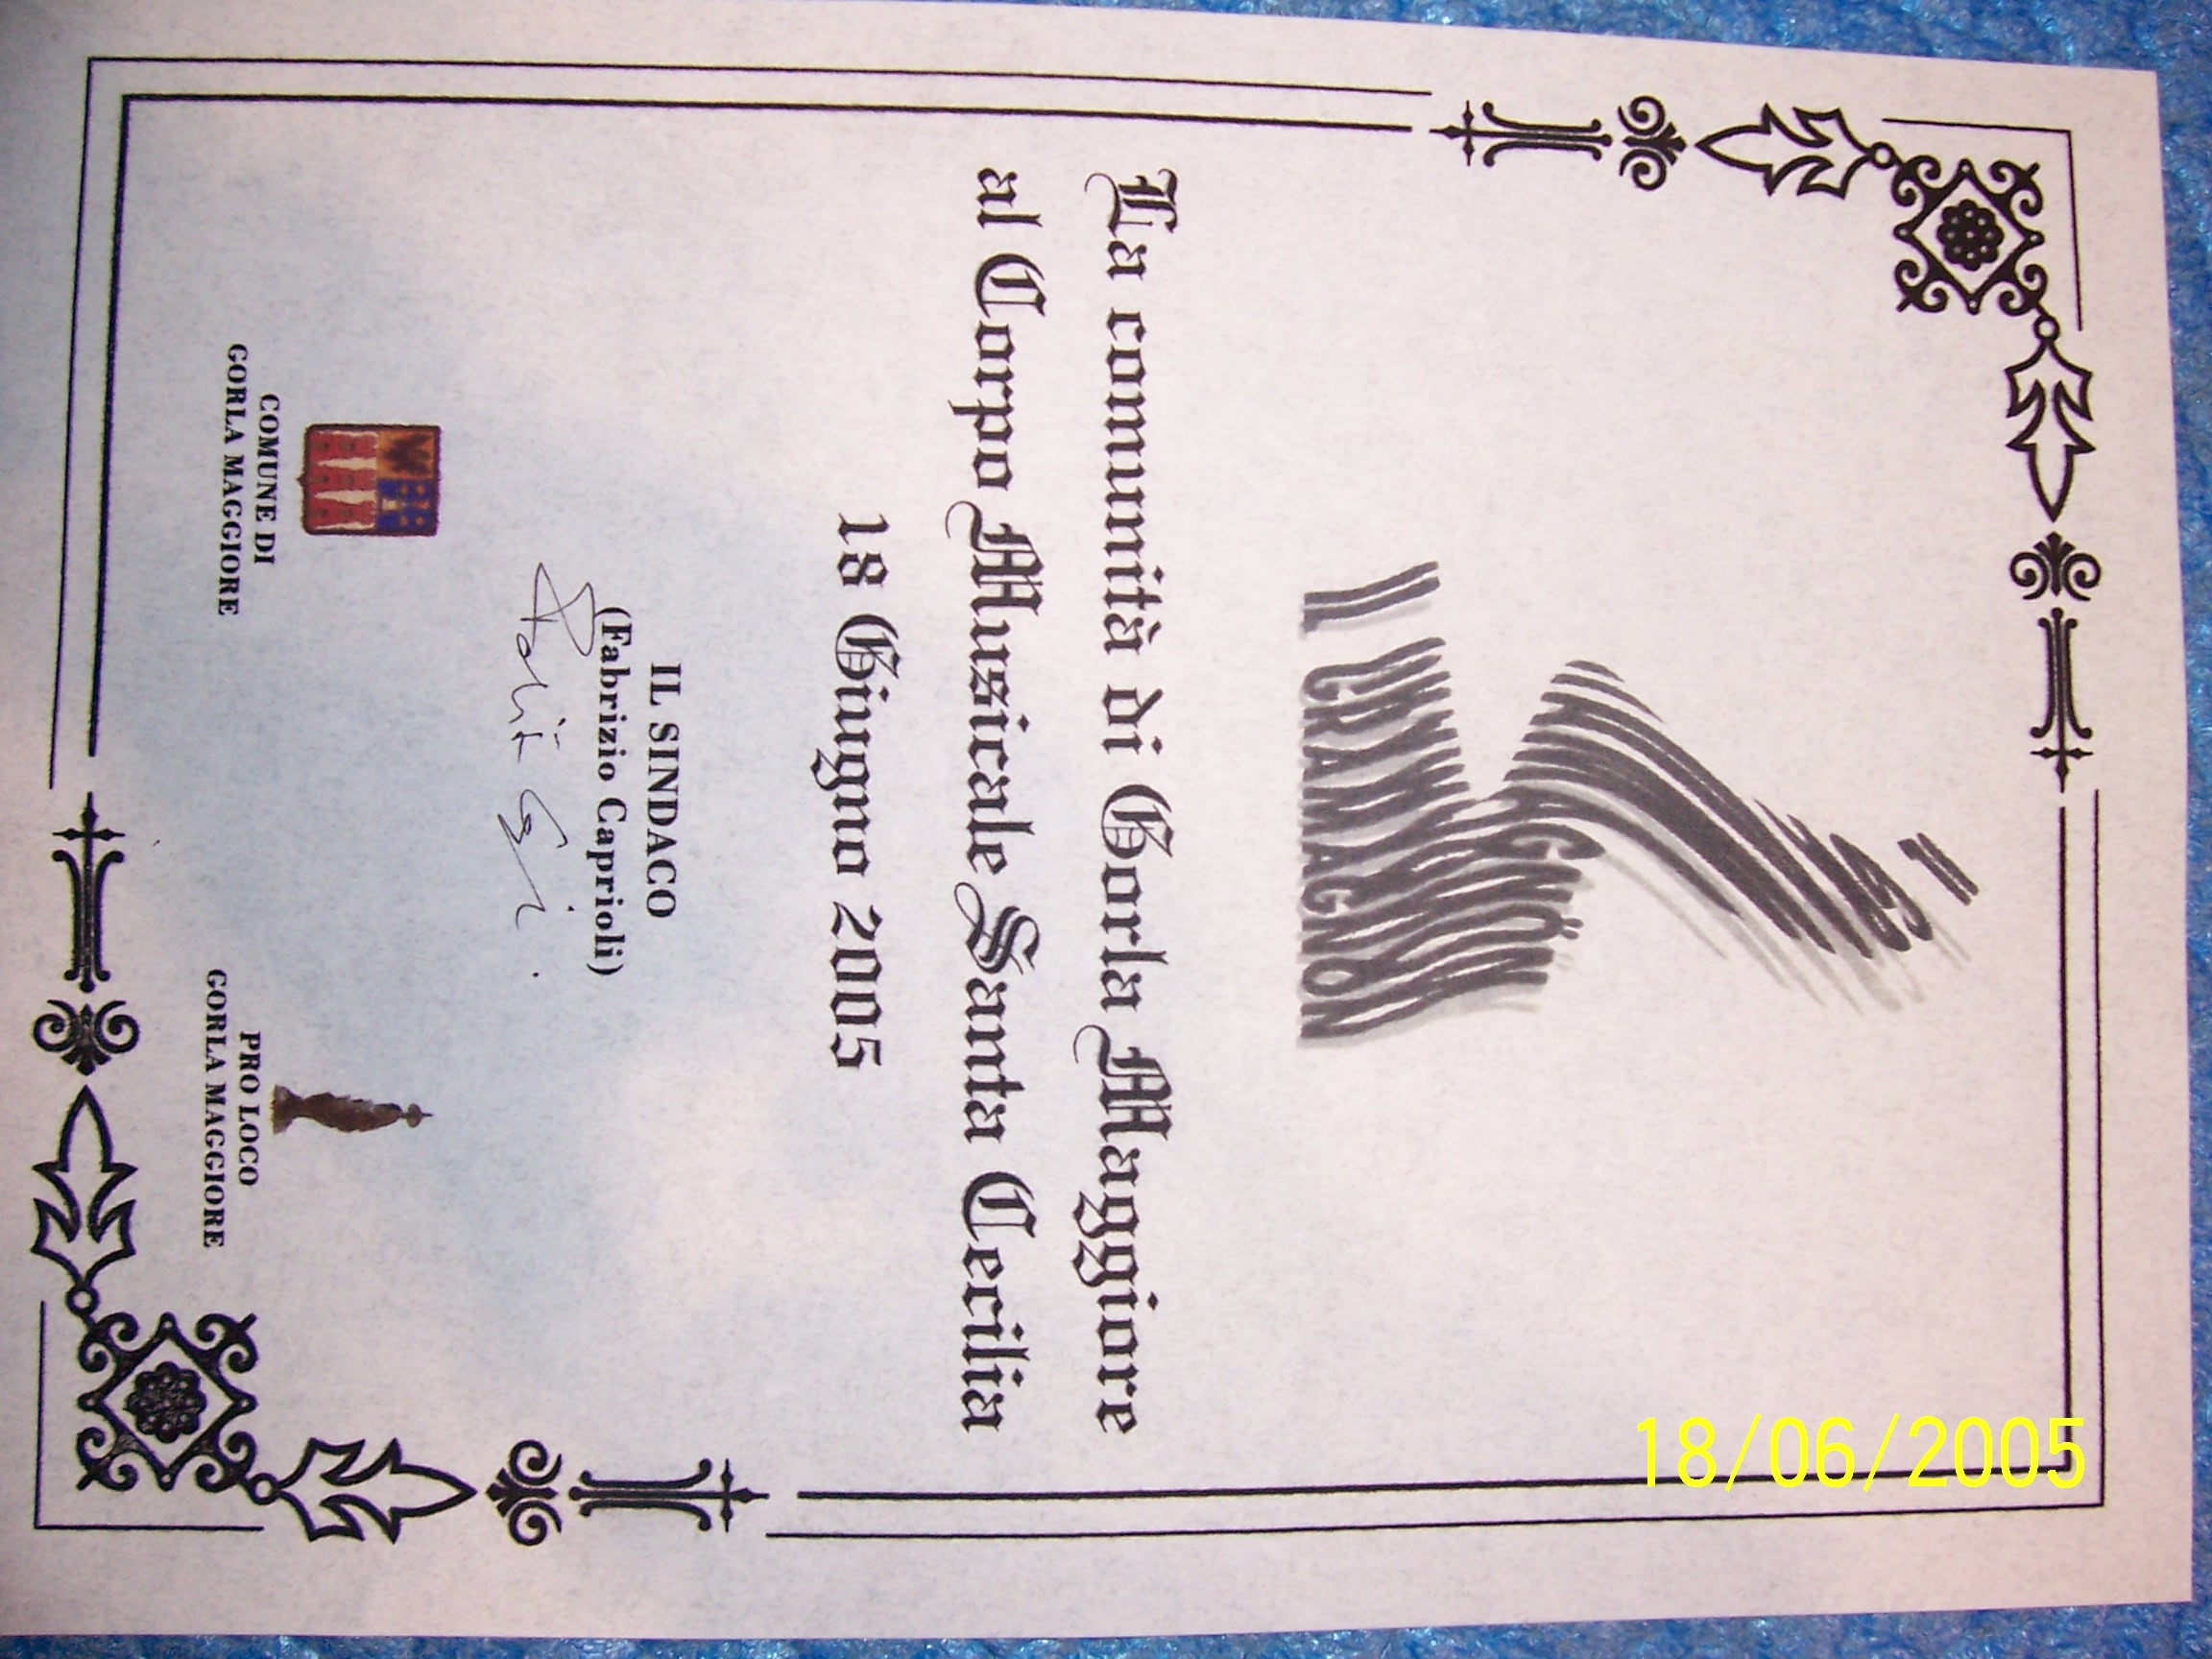 IL GRAMAGNON
La comunità di Gorla Maggiore
al Corpo Musicale Santa Cecilia
18 Giugno 2005
IL SINDACO
(Fabrizio Caprioli)
COMUNE DI
GORLA MAGGIORE
PRO LOCO
GORLA MAGGIORE
18/06/2005